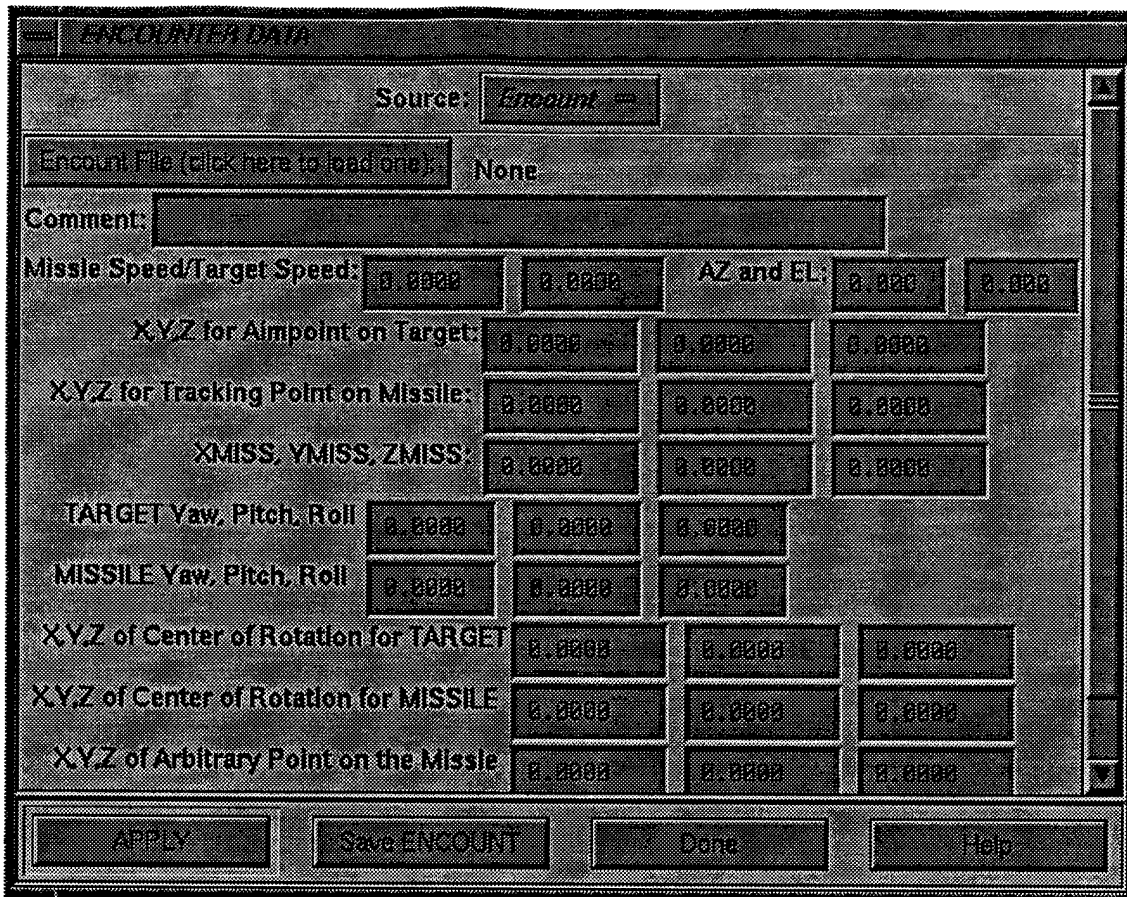 ENCOUNTER DATA
Source: Encount
Encount File (click here to load one): None
Comment:
Missle Speed/Target Speed: 0.0000 0.0000 AZ and EL: 0.000 0.000
X,Y,Z for Aimpoint on Target: 0.0000 0.0000 0.0000
X,Y,Z for Tracking Point on Missile: 0.0000 0.0000 0.0000
XMISS, YMISS, ZMISS: 0.0000 0.0000 0.0000
TARGET Yaw, Pitch, Roll 0.0000 0.0000 0.0000
MISSILE Yaw, Pitch, Roll 0.0000 0.0000 0.0000
X,Y,Z of Center of Rotation for TARGET 0.0000 0.0000 0.0000
X,Y,Z of Center of Rotation for MISSILE 0.0000 0.0000 0.0000
X,Y,Z of Arbitrary Point on the Missle 0.0000 0.0000 0.0000
APPLY Save ENCOUNT Done Help